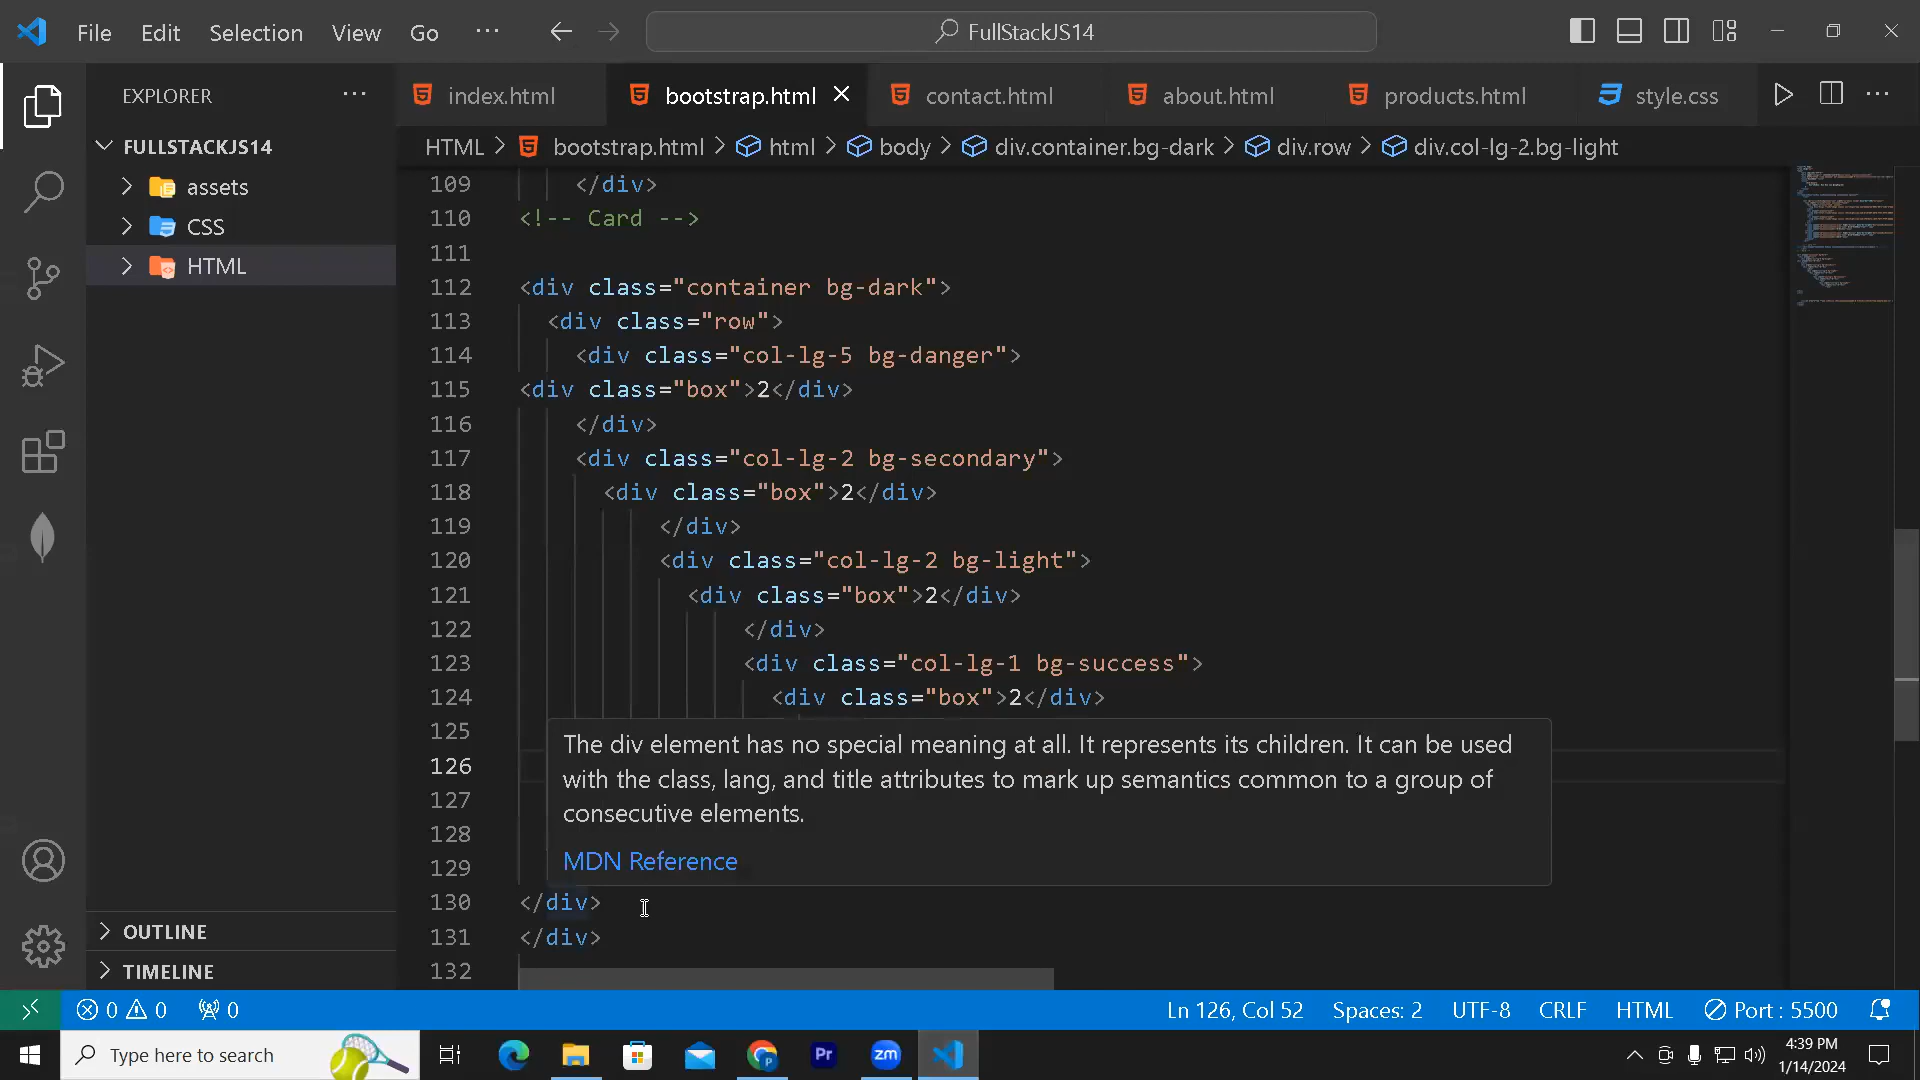 File Edit Selection View Go ··· FullStackJS14
EXPLORER ···
index.html bootstrap.html contact.html about.html products.html style.css ···
FULLSTACKJS14
HTML > bootstrap.html > html > body > div.container.bg-dark > div.row > div.col-lg-2.bg-light
assets
CSS
HTML
109 </div>
110 <!-- Card -->
111
112 <div class="container bg-dark">
113 <div class="row">
114 <div class="col-lg-5 bg-danger">
115 <div class="box">2</div>
116 </div>
117 <div class="col-lg-2 bg-secondary">
118 <div class="box">2</div>
119 </div>
120 <div class="col-lg-2 bg-light">
121 <div class="box">2</div>
122 </div>
123 <div class="col-lg-1 bg-success">
124 <div class="box">2</div>
125
The div element has no special meaning at all. It represents its children. It can be used
126
with the class, lang, and title attributes to mark up semantics common to a group of
127
consecutive elements.
128
MDN Reference
129
130 </div>
131 </div>
132
OUTLINE
TIMELINE
0 0 0 Ln 126, Col 52 Spaces: 2 UTF-8 CRLF HTML Port : 5500
Type here to search Pr zm 4:39 PM
1/14/2024